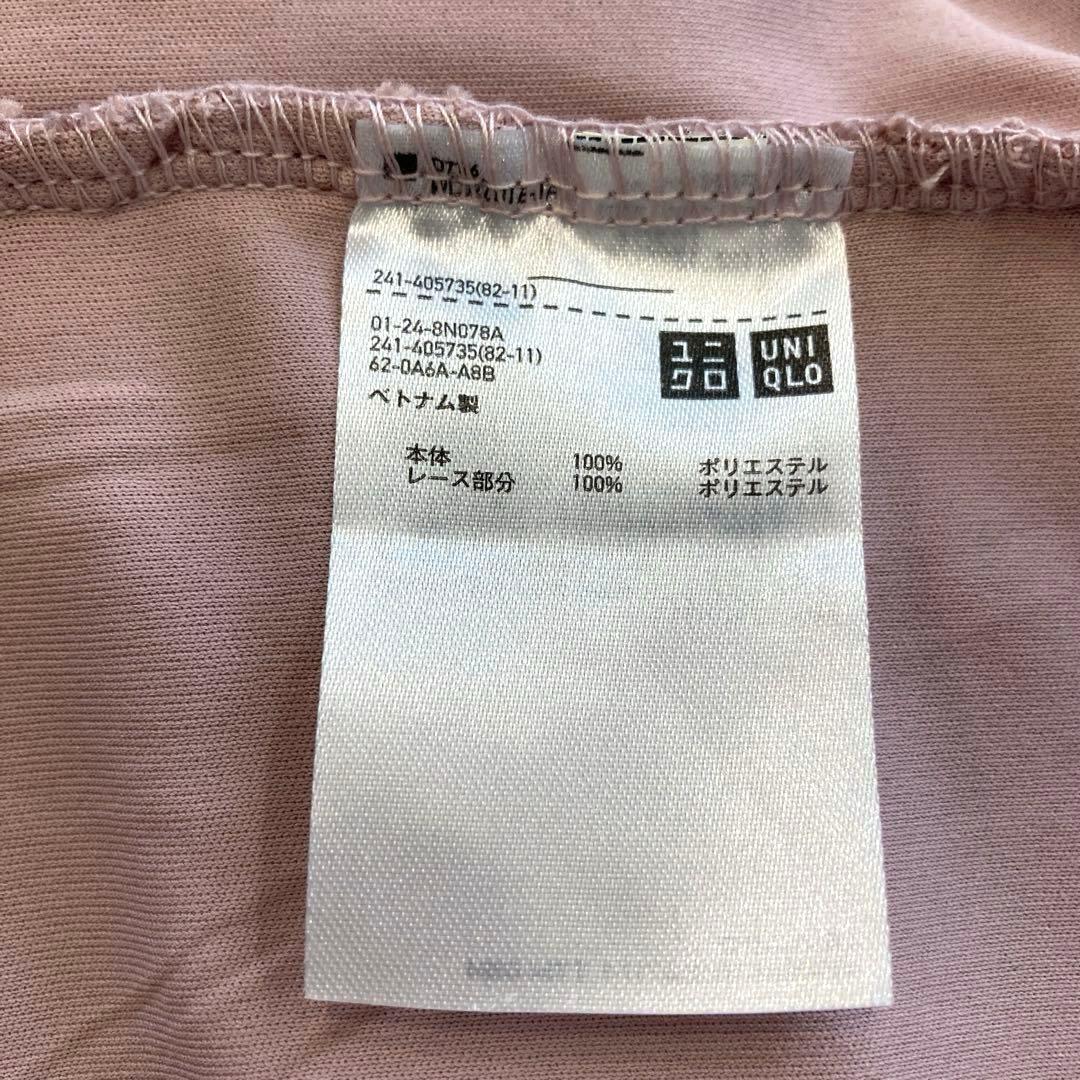 241-405735(82-11)
01-24-8N078A
241-405735(82-11)
62-0A6A-A8B
ベトナム製
ユニ
クロ
UNI
QLO
本体 100% ポリエステル
レース部分 100% ポリエステル